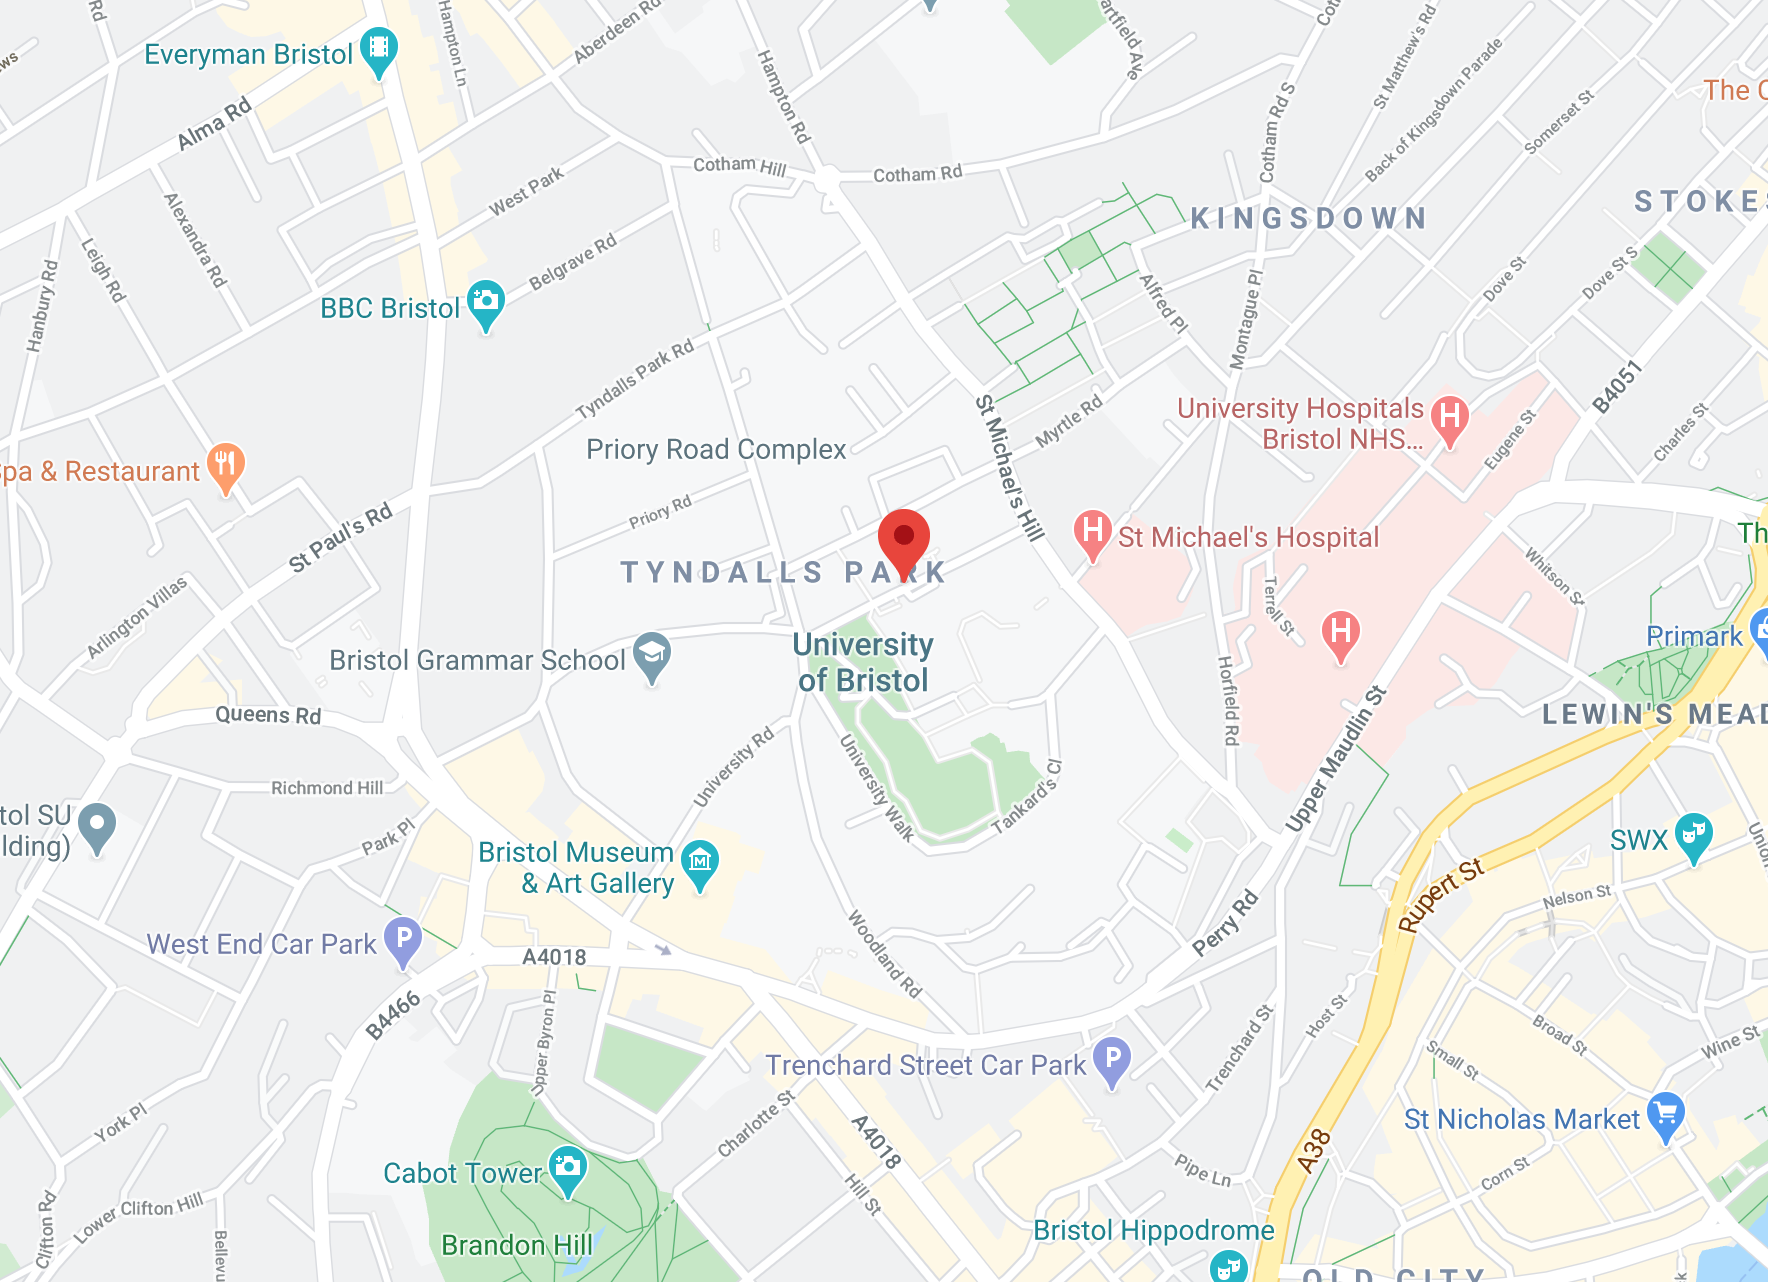 Rd
Hampton Ln
Aberdeen Rd
artfield Ave
Cot
St Matthew's Rd
Everyman Bristol
ews
Back of Kingsdown Parade
The C
Alma Rd
Hampton Rd
Cotham Rd S
Somerset St
Cotham Hill
Cotham Rd
West Park
Alexandra Rd
KINGSDOWN
STOKES
Leigh Rd
Belgrave Rd
Hanbury Rd
BBC Bristol
Alfred Pl
Montague Pl
Dove St
Dove St S
Tyndalls Park Rd
B4051
University Hospitals
Bristol NHS...
St Michael's Hill
Myrtle Rd
Eugene St
Charles St
Priory Road Complex
Spa & Restaurant
Priory Rd
St Paul's Rd
St Michael's Hospital
Th
TYNDALLS PARK
Whitson St
Arlington Villas
Terrell St
University
of Bristol
Primark
Bristol Grammar School
Horfield Rd
Queens Rd
LEWIN'S MEAD
Upper Maudlin St
University Rd
University Walk
Tankard's Cl
Richmond Hill
tol SU
lding)
Park Pl
SWX
Union
Bristol Museum
& Art Gallery
Rupert St
Nelson St
Perry Rd
West End Car Park
A4018
Woodland Rd
B4466
Upper Byron Pl
Trenchard St
Host St
Broad St
Wine St
Small St
Trenchard Street Car Park
York Pl
Charlotte St
A4018
St Nicholas Market
A38
Cabot Tower
Pipe Ln
Corn St
Hill St
Lower Clifton Hill
Clifton Rd
Bellevu
Brandon Hill
Bristol Hippodrome
OLD CITY